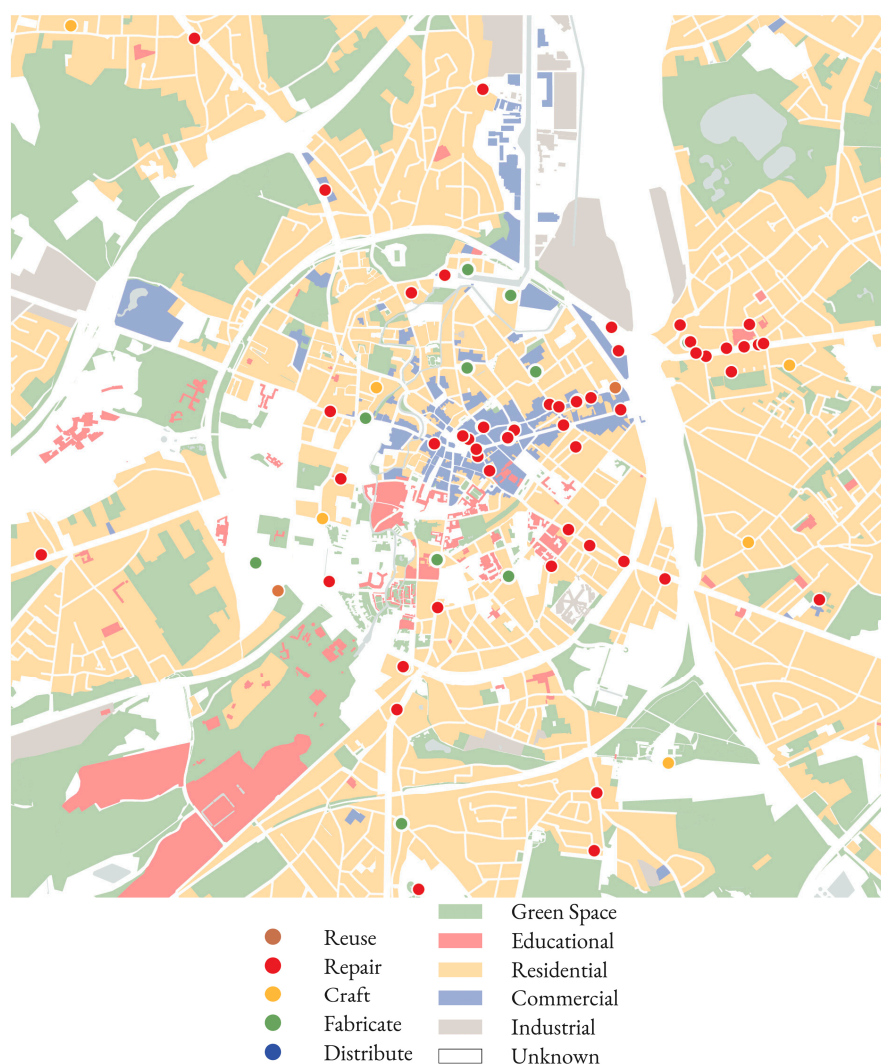 Reuse
Repair
Craft
Fabricate
Distribute
Green Space
Educational
Residential
Commercial
Industrial
Unknown